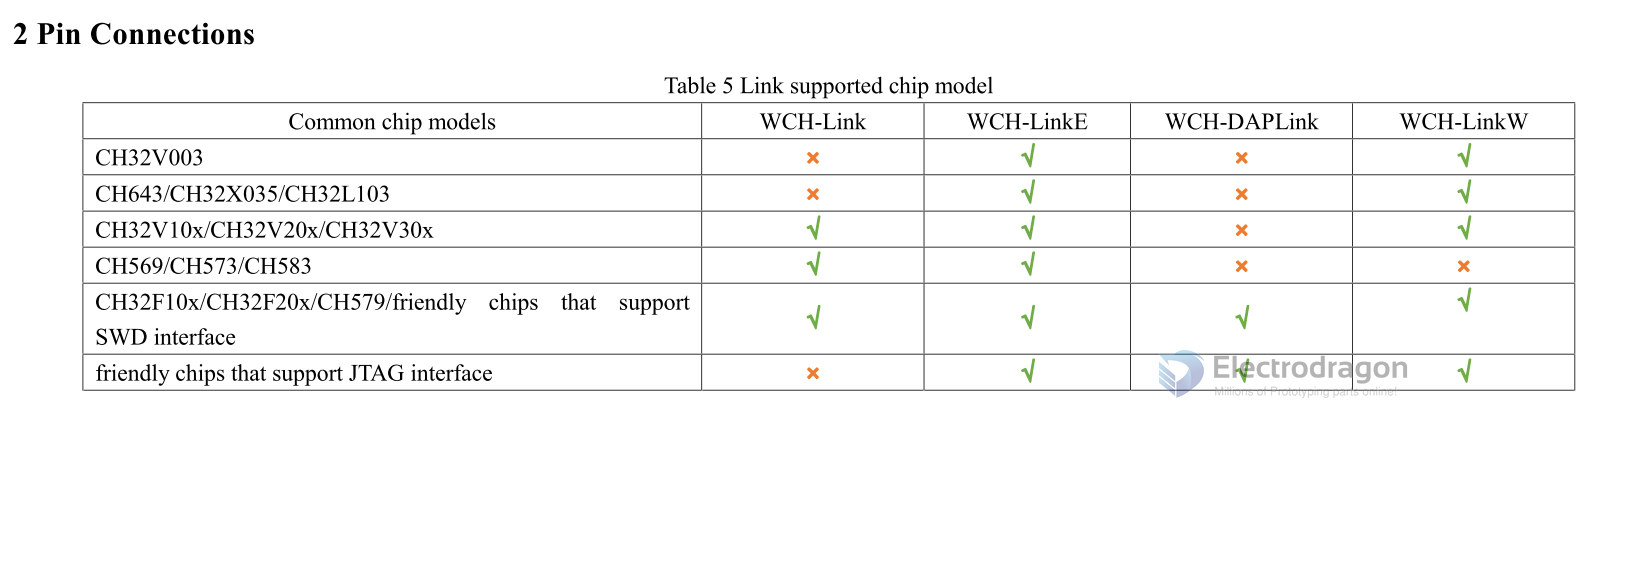 2 Pin Connections
Table 5 Link supported chip model
Common chip models WCH-Link WCH-LinkE WCH-DAPLink WCH-LinkW
CH32V003 × √ × √
CH643/CH32X035/CH32L103 × √ × √
CH32V10x/CH32V20x/CH32V30x √ √ × √
CH569/CH573/CH583 √ √ × ×
CH32F10x/CH32F20x/CH579/friendly chips that support
SWD interface √ √ √ √
friendly chips that support JTAG interface × √ √ √
Electrodragon
Millions of Prototyping parts online!